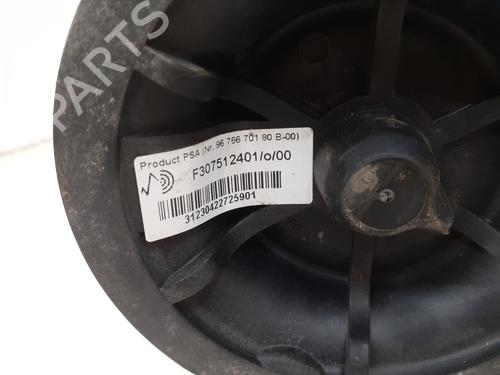 B-PARTS
Product PSA (Nr. 96 766 701 80 B-00)
F307512401/o/00
31230422725901